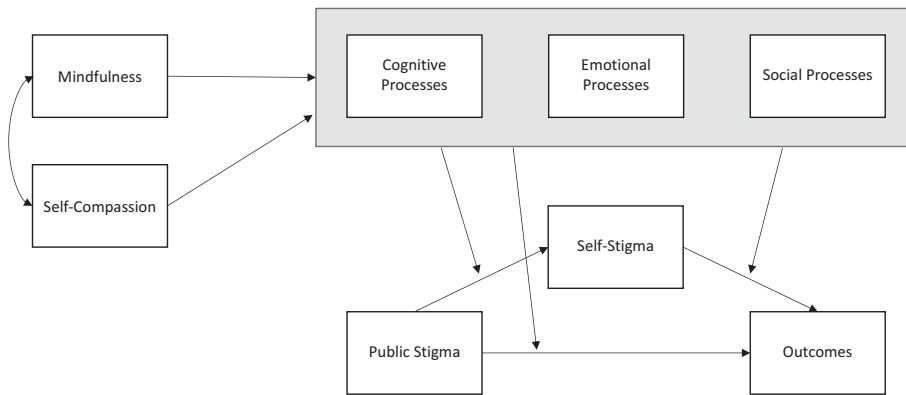 Mindfulness
Cognitive
Processes
Emotional
Processes
Social Processes
Self-Compassion
Self-Stigma
Public Stigma
Outcomes